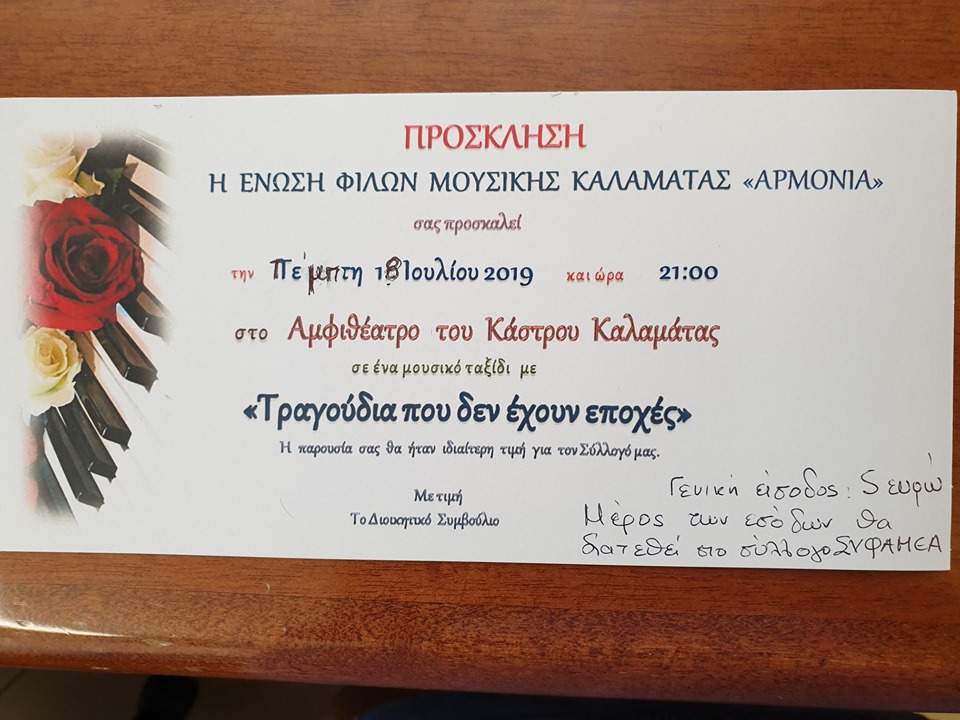 ΠΡΟΣΚΛΗΣΗ
Η ΕΝΩΣΗ ΦΙΛΩΝ ΜΟΥΣΙΚΗΣ ΚΑΛΑΜΑΤΑΣ «ΑΡΜΟΝΙΑ»
σας προσκαλεί
την Πέμπτη 18 Ιουλίου 2019 και ώρα 21:00
στο Αμφιθέατρο του Κάστρου Καλαμάτας
σε ένα μουσικό ταξίδι με
«Τραγούδια που δεν έχουν εποχές»
Η παρουσία σας θα ήταν ιδιαίτερη τιμή για τον Σύλλογό μας.
Με τιμή
Το Διοικητικό Συμβούλιο
Γενική είσοδος: 5 ευρώ
Μέρος των εσόδων θα
διατεθεί στο σύλλογο ΣΥΦΑΜΕΑ